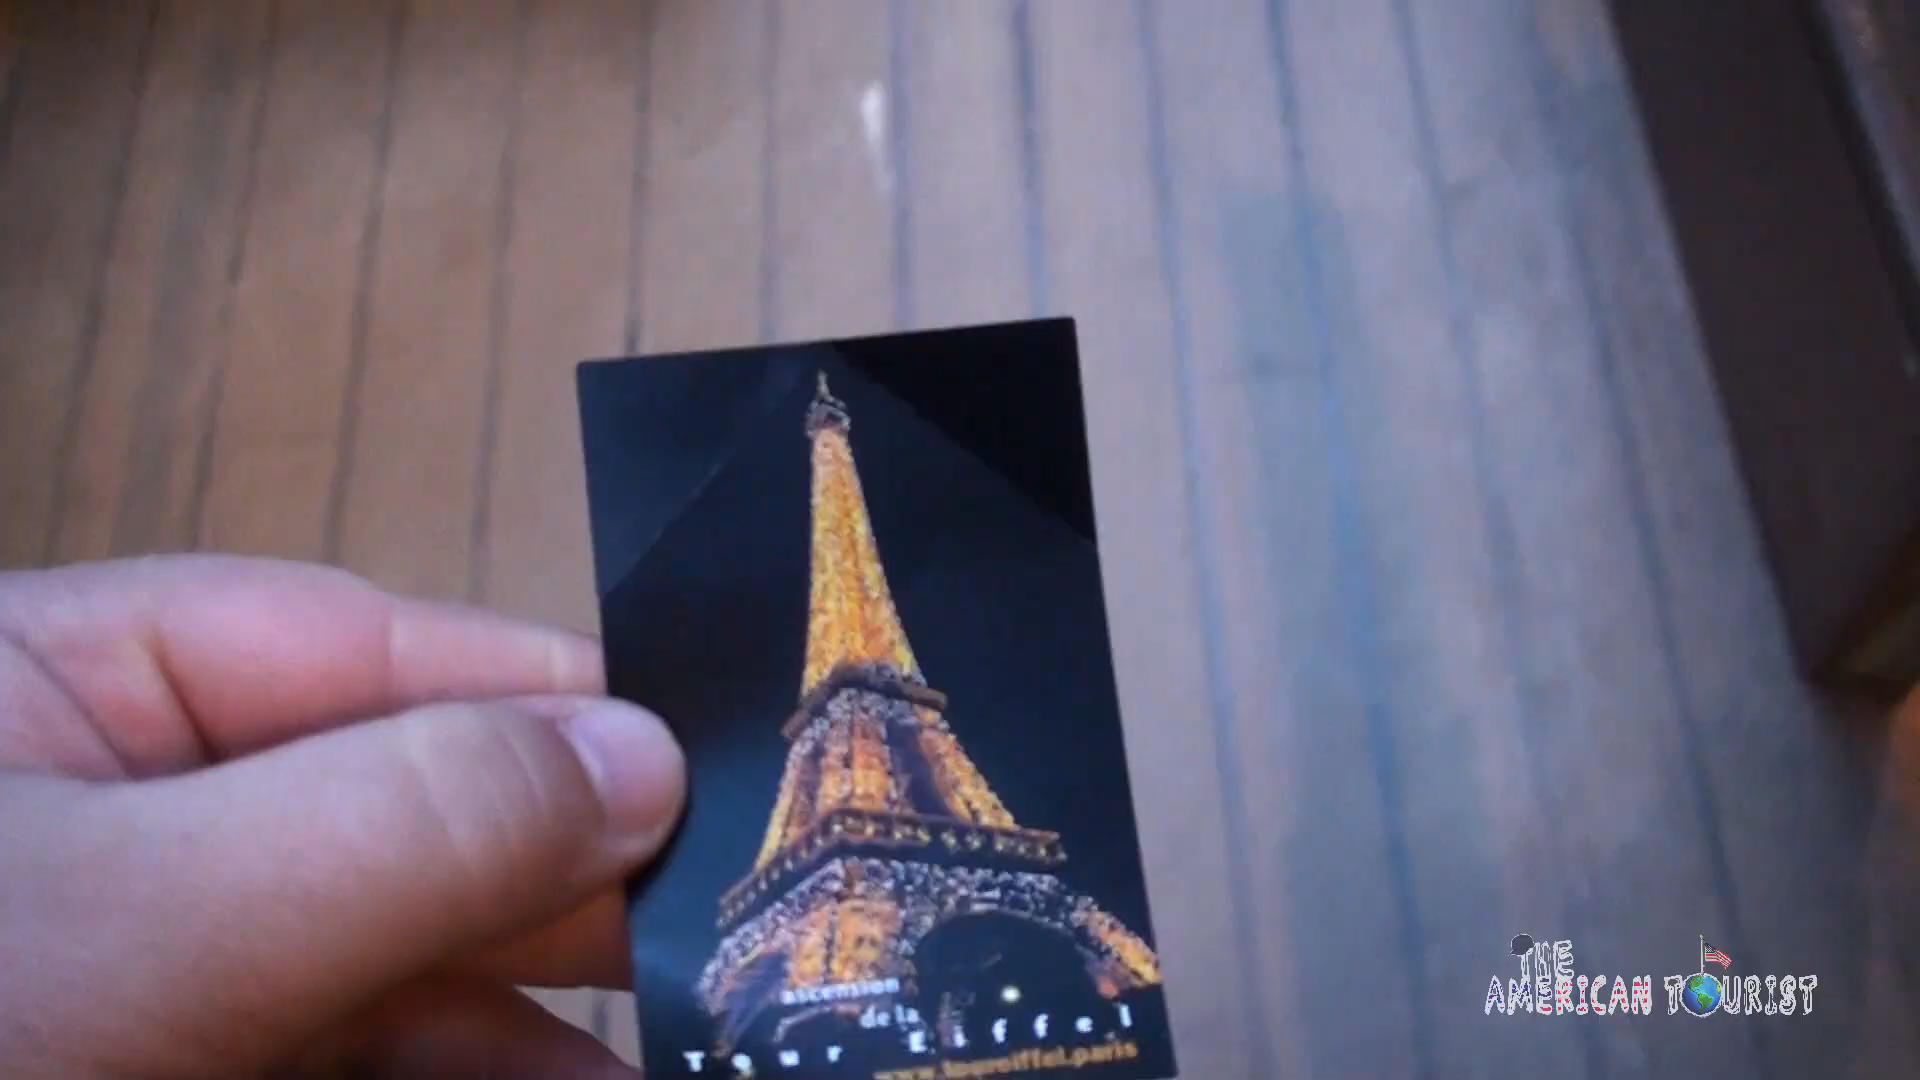 ascension
de la
Tour Eiffel
www.toureiffel.paris
THE
AMERICAN TOURIST